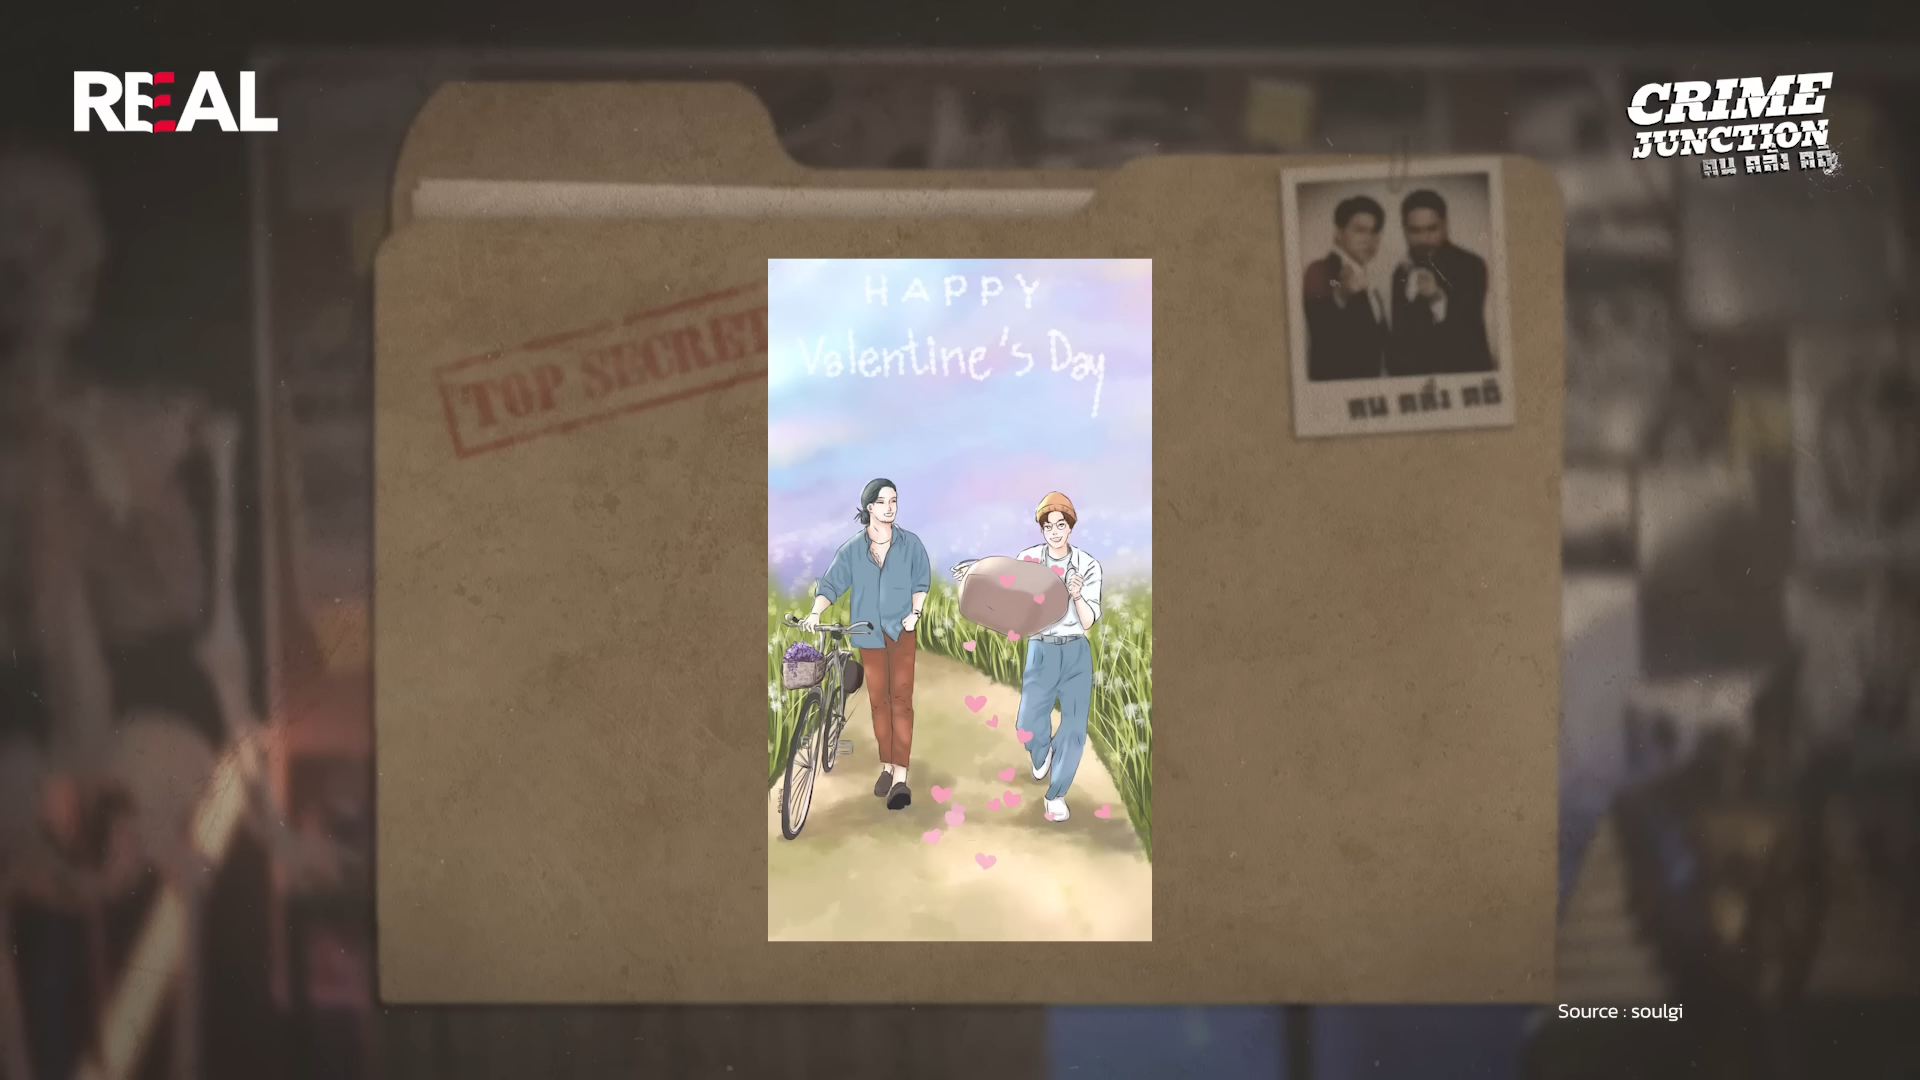 REAL
CRIME
JUNCTION
คน คลั่ง คดี
TOP SECRET
คน คลั่ง คดี
HAPPY
Valentine's Day
Source : soulgi